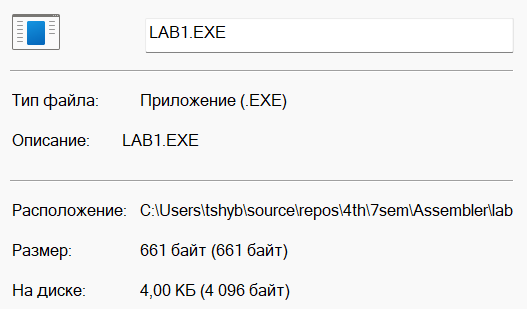 LAB1.EXE
Тип файла: Приложение (.EXE)
Описание: LAB1.EXE
Расположение: C:\Users\tshyb\source\repos\4th\7sem\Assembler\lab
Размер: 661 байт (661 байт)
На диске: 4,00 КБ (4 096 байт)